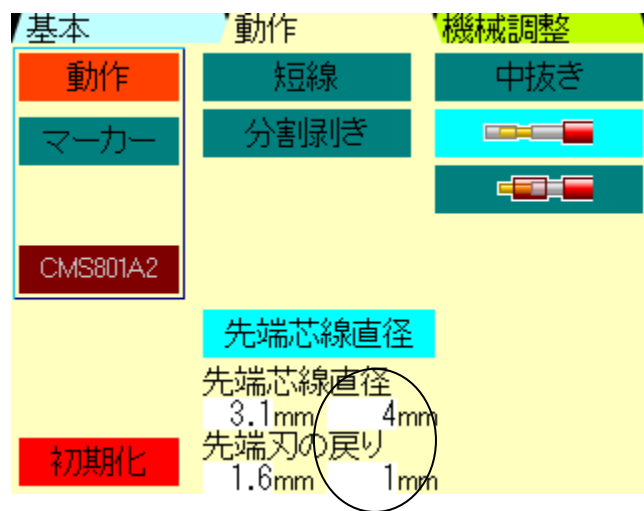 基本 動作 機械調整
動作 短線 中抜き
マーカー 分割剥き
CMS801A2
先端芯線直径
先端芯線直径
3.1mm 4mm
先端刃の戻り
初期化
1.6mm 1mm